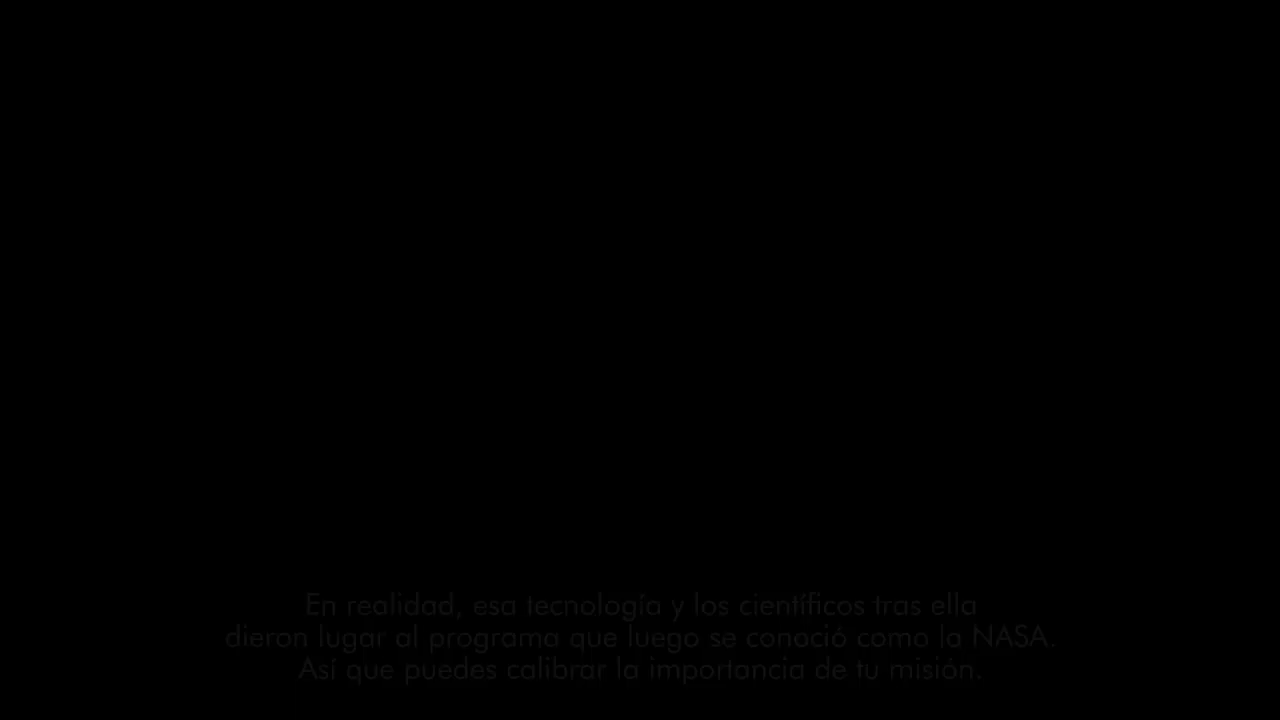 En realidad, esa tecnología y los científicos tras ella
dieron lugar al programa que luego se conoció como la NASA.
Así que puedes calibrar la importancia de tu misión.